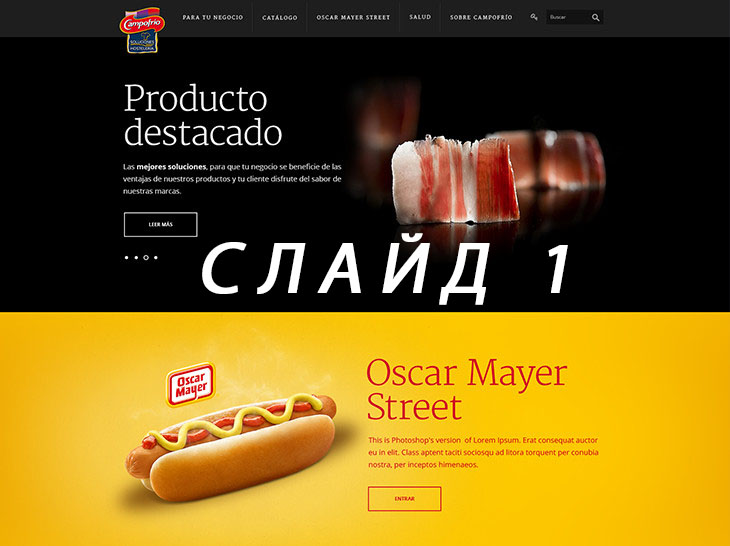 Campofrío
SOLUCIONES
HOSTELERÍA
PARA TU NEGOCIO
CATÁLOGO
OSCAR MAYER STREET
SALUD
SOBRE CAMPOFRÍO
Buscar
Producto
destacado
Las mejores soluciones, para que tu negocio se beneficie de las
ventajas de nuestros productos y tu cliente disfrute del sabor de
nuestras marcas.
LEER MÁS
СЛАЙД 1
Oscar
Mayer
Oscar Mayer
Street
This is Photoshop's version of Lorem Ipsum. Erat consequat auctor
eu in elit. Class aptent taciti sociosqu ad litora torquent per conubia
nostra, per inceptos himenaeos.
ENTRAR